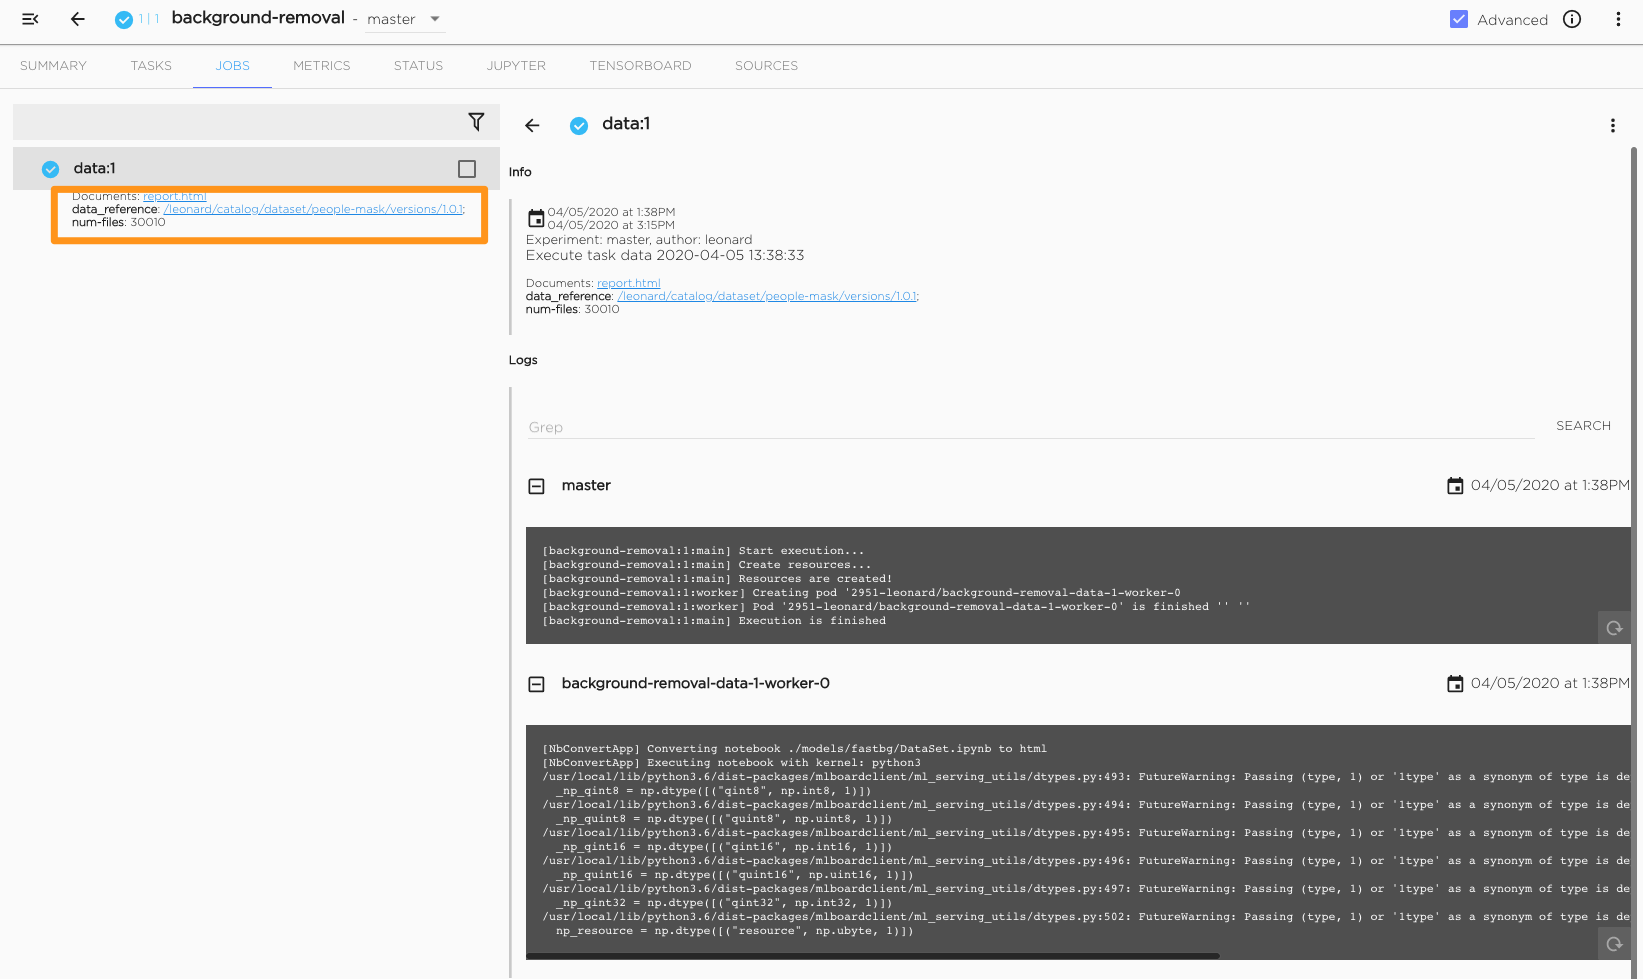 1 | 1 background-removal - master Advanced
SUMMARY TASKS JOBS METRICS STATUS JUPYTER TENSORBOARD SOURCES
data:1
Documents: report.html
data_reference: /leonard/catalog/dataset/people-mask/versions/1.0.1;
num-files: 30010
data:1
Info
04/05/2020 at 1:38PM
04/05/2020 at 3:15PM
Experiment: master, author: leonard
Execute task data 2020-04-05 13:38:33
Documents: report.html
data_reference: /leonard/catalog/dataset/people-mask/versions/1.0.1;
num-files: 30010
Logs
Grep SEARCH
master 04/05/2020 at 1:38PM
[background-removal:1:main] Start execution...
[background-removal:1:main] Create resources...
[background-removal:1:main] Resources are created!
[background-removal:1:worker] Creating pod '2951-leonard/background-removal-data-1-worker-0
[background-removal:1:worker] Pod '2951-leonard/background-removal-data-1-worker-0' is finished '' ''
[background-removal:1:main] Execution is finished
background-removal-data-1-worker-0 04/05/2020 at 1:38PM
[NbConvertApp] Converting notebook ./models/fastbg/DataSet.ipynb to html
[NbConvertApp] Executing notebook with kernel: python3
/usr/local/lib/python3.6/dist-packages/mlboardclient/ml_serving_utils/dtypes.py:493: FutureWarning: Passing (type, 1) or '1type' as a synonym of type is de
_np_qint8 = np.dtype([("qint8", np.int8, 1)])
/usr/local/lib/python3.6/dist-packages/mlboardclient/ml_serving_utils/dtypes.py:494: FutureWarning: Passing (type, 1) or '1type' as a synonym of type is de
_np_quint8 = np.dtype([("quint8", np.uint8, 1)])
/usr/local/lib/python3.6/dist-packages/mlboardclient/ml_serving_utils/dtypes.py:495: FutureWarning: Passing (type, 1) or '1type' as a synonym of type is de
_np_qint16 = np.dtype([("qint16", np.int16, 1)])
/usr/local/lib/python3.6/dist-packages/mlboardclient/ml_serving_utils/dtypes.py:496: FutureWarning: Passing (type, 1) or '1type' as a synonym of type is de
_np_quint16 = np.dtype([("quint16", np.uint16, 1)])
/usr/local/lib/python3.6/dist-packages/mlboardclient/ml_serving_utils/dtypes.py:497: FutureWarning: Passing (type, 1) or '1type' as a synonym of type is de
_np_qint32 = np.dtype([("qint32", np.int32, 1)])
/usr/local/lib/python3.6/dist-packages/mlboardclient/ml_serving_utils/dtypes.py:502: FutureWarning: Passing (type, 1) or '1type' as a synonym of type is de
np_resource = np.dtype([("resource", np.ubyte, 1)])